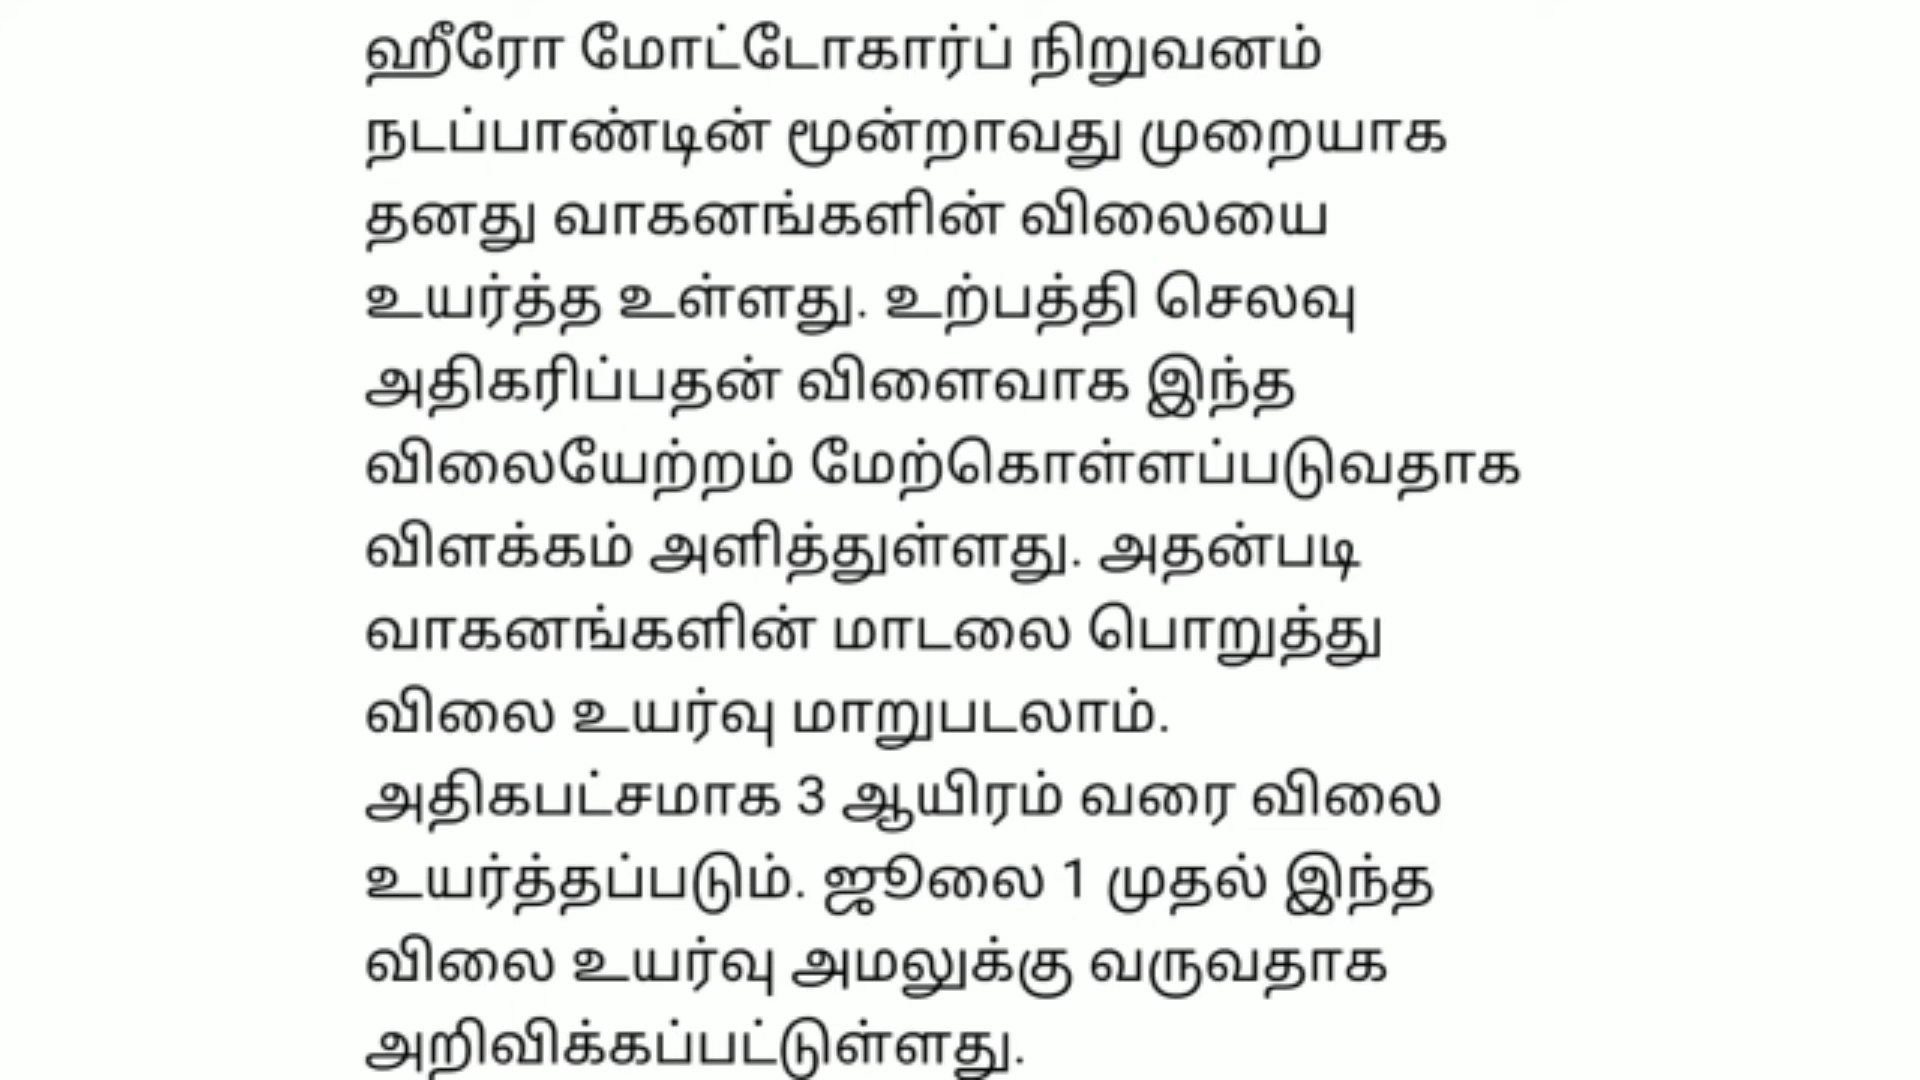 ஹீரோ மோட்டோகார்ப் நிறுவனம்
நடப்பாண்டின் மூன்றாவது முறையாக
தனது வாகனங்களின் விலையை
உயர்த்த உள்ளது. உற்பத்தி செலவு
அதிகரிப்பதன் விளைவாக இந்த
விலையேற்றம் மேற்கொள்ளப்படுவதாக
விளக்கம் அளித்துள்ளது. அதன்படி
வாகனங்களின் மாடலை பொறுத்து
விலை உயர்வு மாறுபடலாம்.
அதிகபட்சமாக 3 ஆயிரம் வரை விலை
உயர்த்தப்படும். ஜூலை 1 முதல் இந்த
விலை உயர்வு அமலுக்கு வருவதாக
அறிவிக்கப்பட்டுள்ளது.